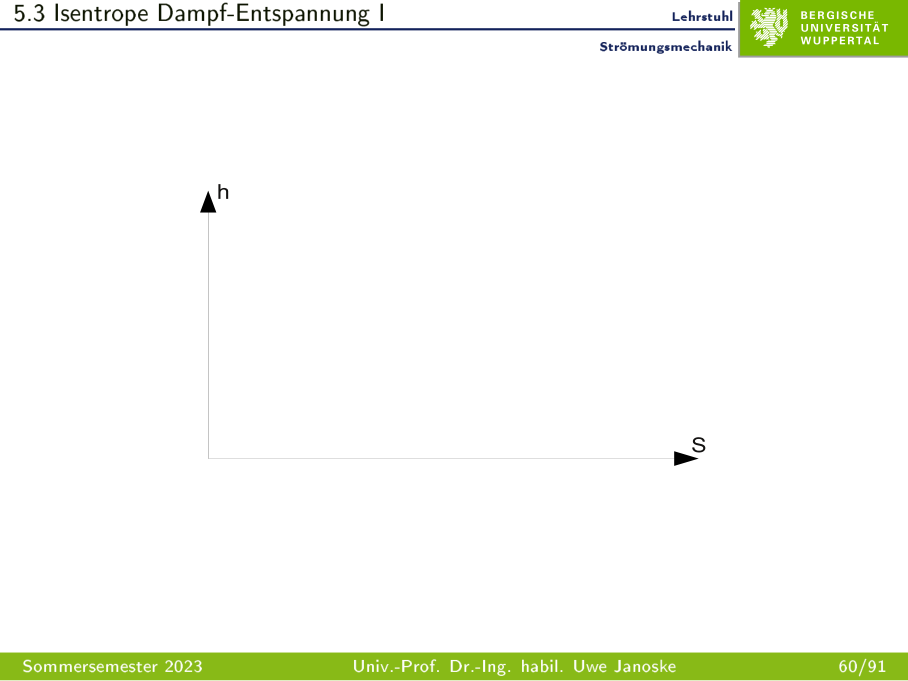 5.3 Isentrope Dampf-Entspannung I
Lehrstuhl
Strömungsmechanik
BERGISCHE
UNIVERSITÄT
WUPPERTAL
h
S
Sommersemester 2023 Univ.-Prof. Dr.-Ing. habil. Uwe Janoske 60/91